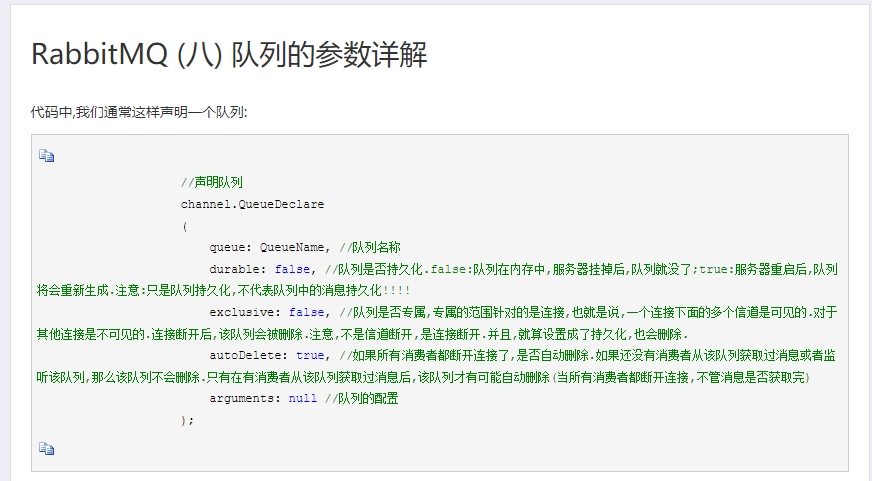 RabbitMQ (八) 队列的参数详解
代码中,我们通常这样声明一个队列:
//声明队列
channel.QueueDeclare
(
queue: QueueName, //队列名称
durable: false, //队列是否持久化.false:队列在内存中,服务器挂掉后,队列就没了;true:服务器重启后,队列
将会重新生成.注意:只是队列持久化,不代表队列中的消息持久化!!!!
exclusive: false, //队列是否专属,专属的范围针对的是连接,也就是说,一个连接下面的多个信道是可见的.对于
其他连接是不可见的.连接断开后,该队列会被删除.注意,不是信道断开,是连接断开.并且,就算设置成了持久化,也会删除.
autoDelete: true, //如果所有消费者都断开连接了,是否自动删除.如果还没有消费者从该队列获取过消息或者监
听该队列,那么该队列不会删除.只有在有消费者从该队列获取过消息后,该队列才有可能自动删除(当所有消费者都断开连接,不管消息是否获取完)
arguments: null //队列的配置
);